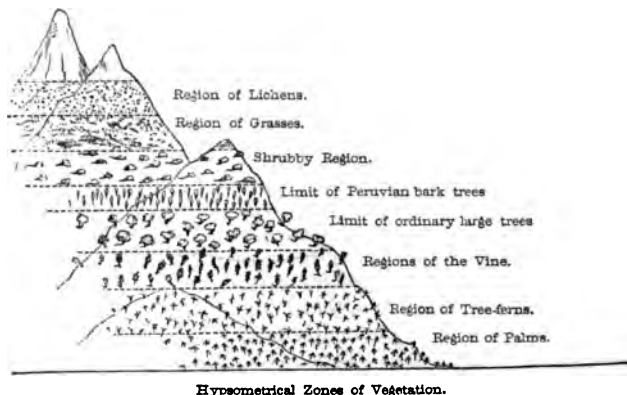 Region of Lichens.
Region of Grasses.
Shrubby Region.
Limit of Peruvian bark trees
Limit of ordinary large trees
Regions of the Vine.
Region of Tree-ferns.
Region of Palms.
Hypsometrical Zones of Vegetation.